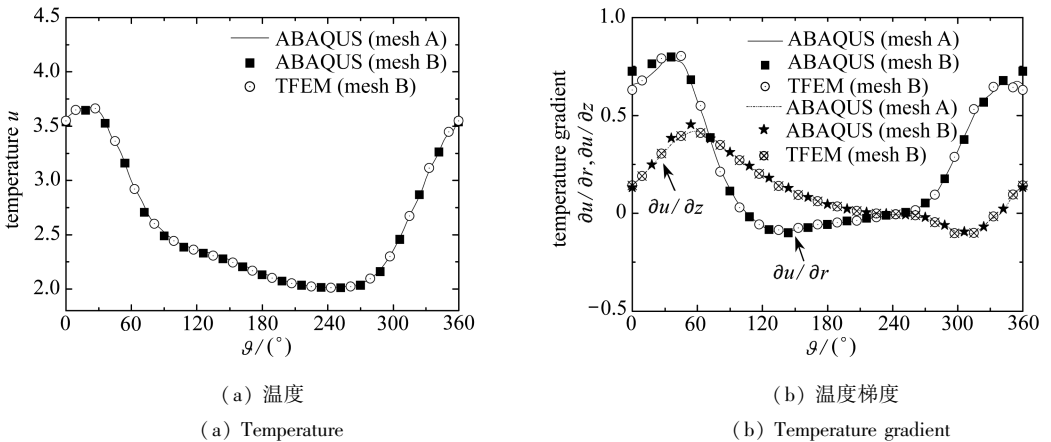 4.5
4.0
3.5
3.0
2.5
2.0
temperature u
0
60
120
180
240
300
360
ϑ/(°)
ABAQUS (mesh A)
ABAQUS (mesh B)
TFEM (mesh B)
(a) 温度
(a) Temperature
1.0
0.5
0
−0.5
temperature gradient
∂u/∂r, ∂u/∂z
0
60
120
180
240
300
360
ϑ/(°)
ABAQUS (mesh A)
ABAQUS (mesh B)
TFEM (mesh B)
ABAQUS (mesh A)
ABAQUS (mesh B)
TFEM (mesh B)
∂u/∂z
∂u/∂r
(b) 温度梯度
(b) Temperature gradient